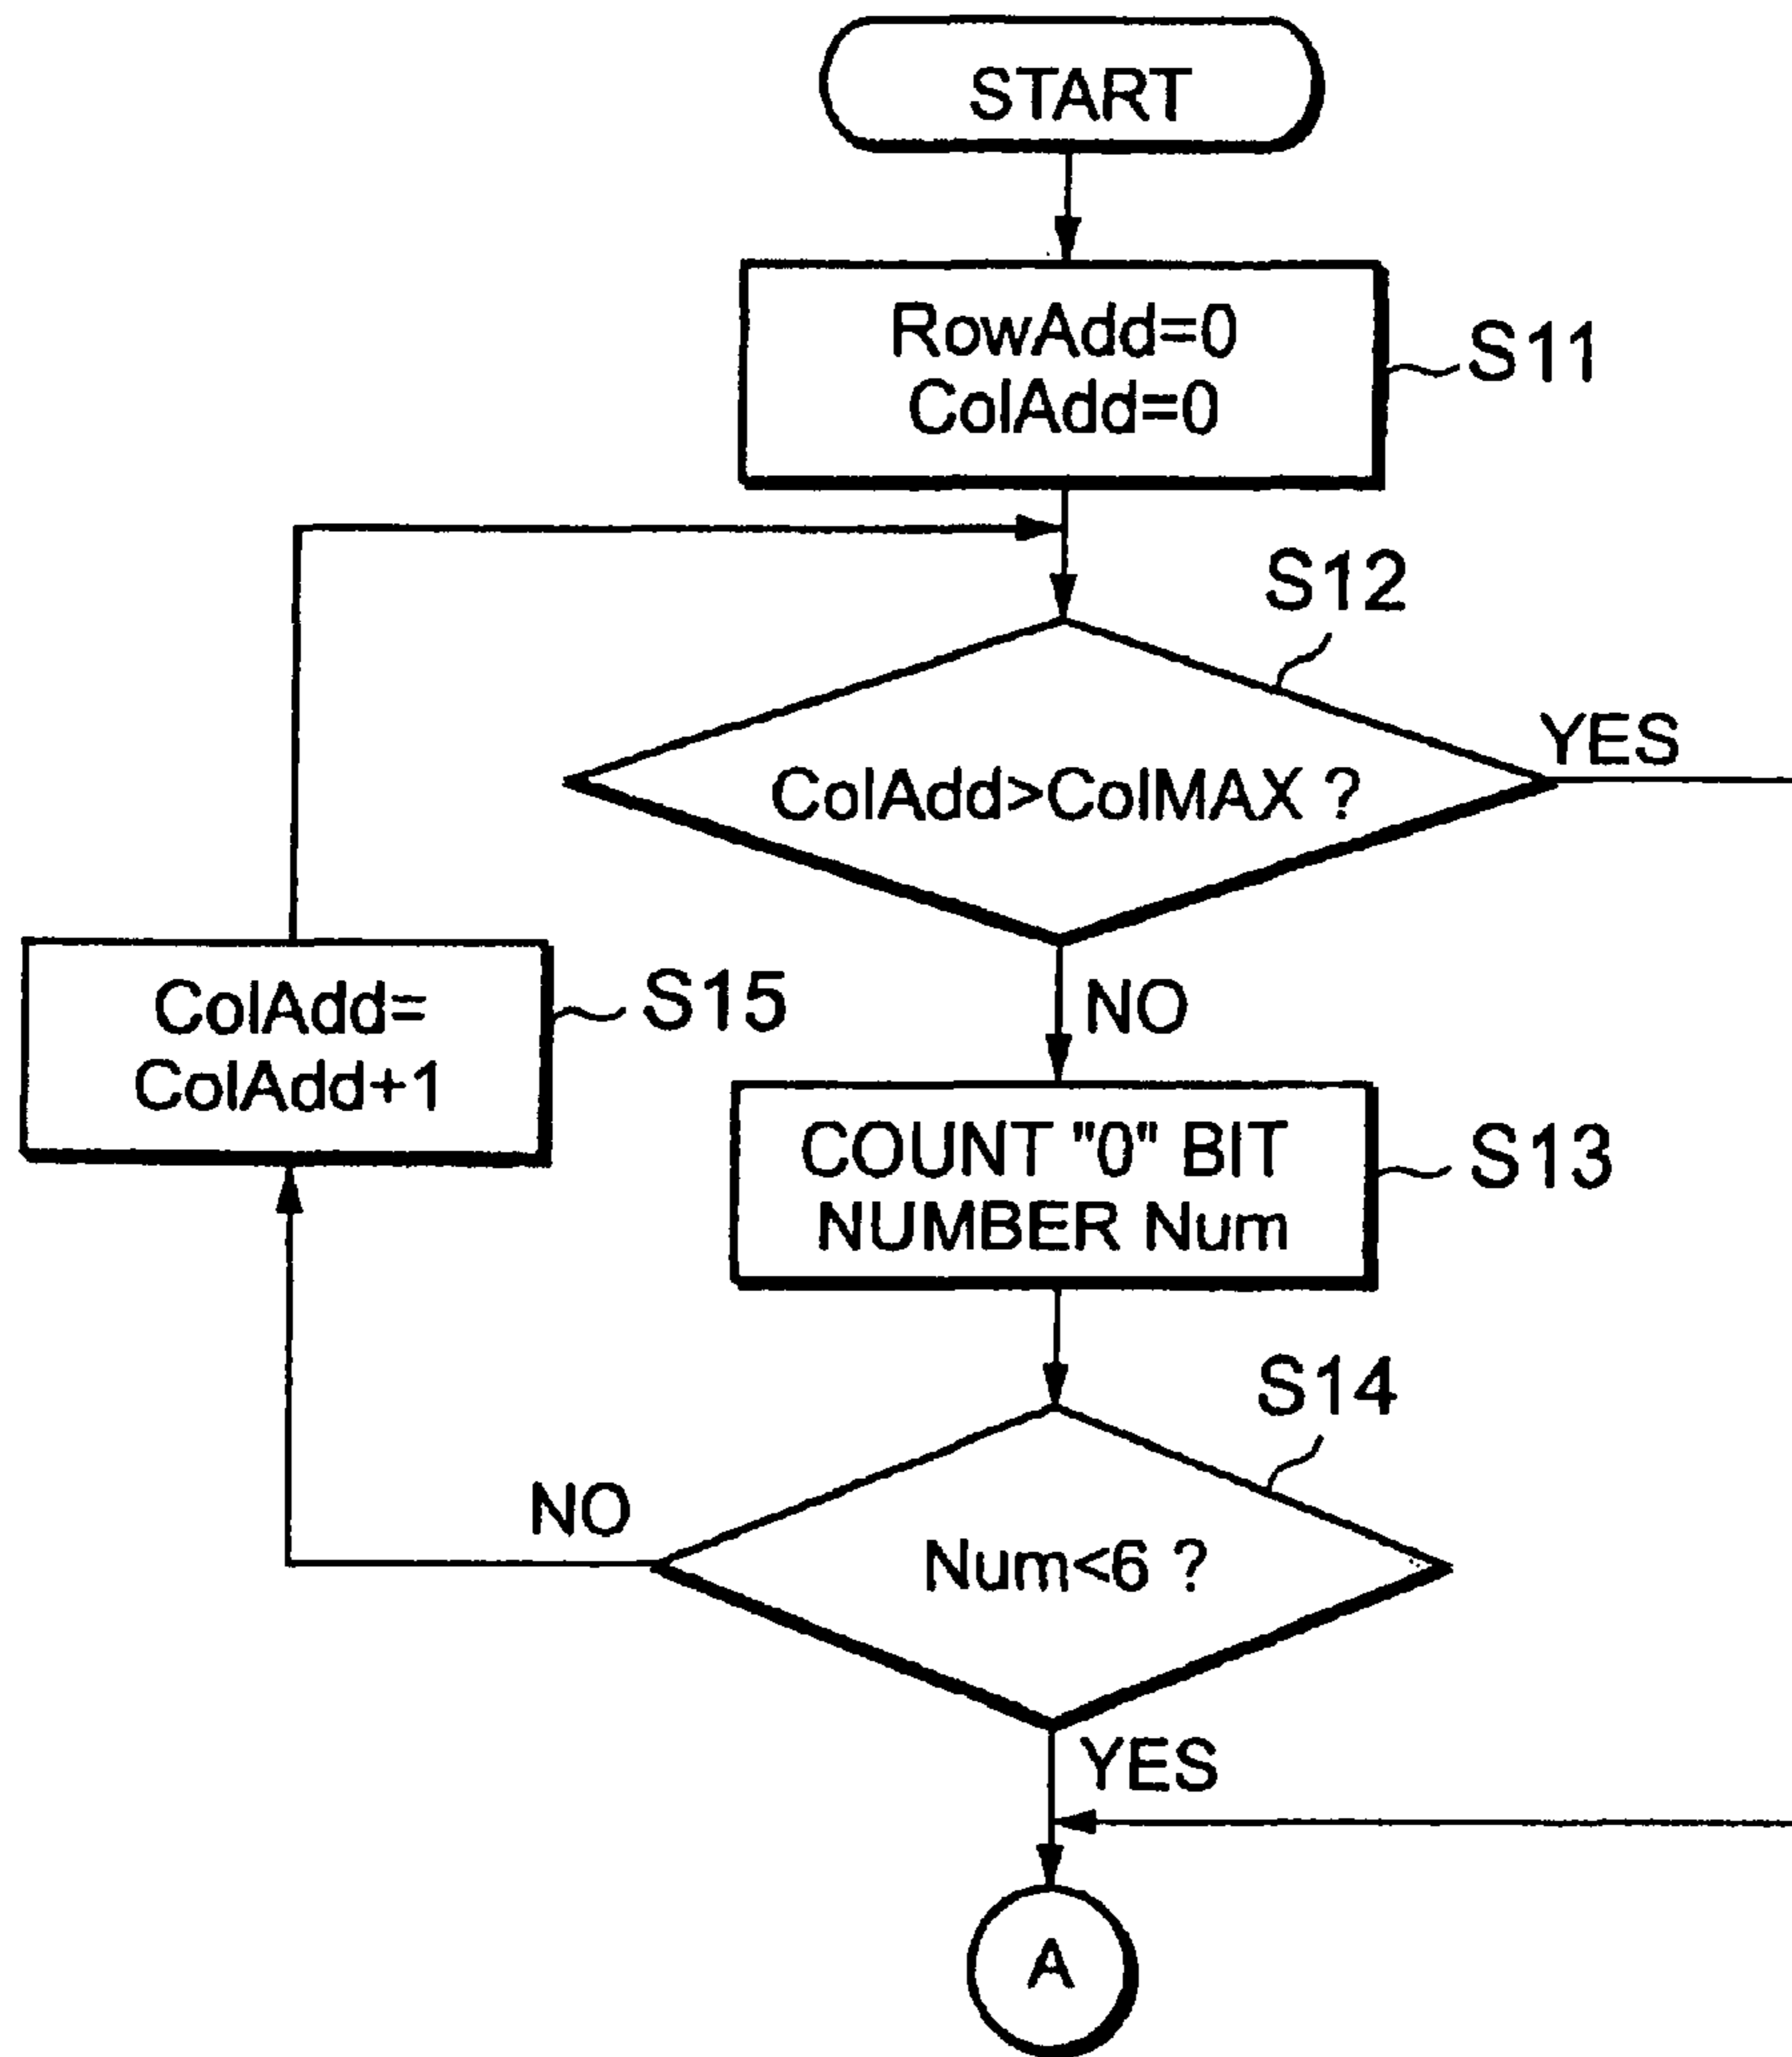 START
RowAdd=0
ColAdd=0
S11
S12
ColAdd>ColMAX ?
YES
NO
ColAdd=
ColAdd+1
S15
COUNT "0" BIT
NUMBER Num
S13
S14
Num<6 ?
NO
YES
A